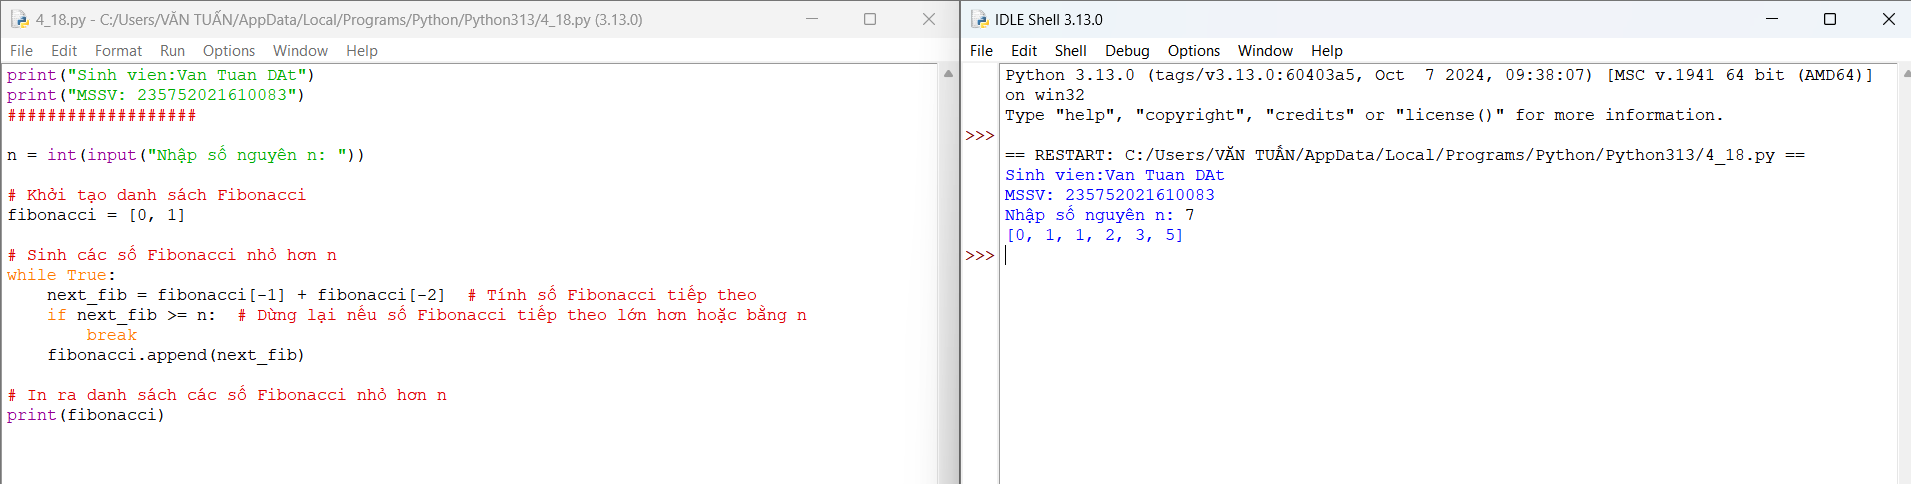 4_18.py - C:/Users/VĂN TUẤN/AppData/Local/Programs/Python/Python313/4_18.py (3.13.0)
File Edit Format Run Options Window Help
print("Sinh vien:Van Tuan DAt")
print("MSSV: 235752021610083")
###################
n = int(input("Nhập số nguyên n: "))
# Khởi tạo danh sách Fibonacci
fibonacci = [0, 1]
# Sinh các số Fibonacci nhỏ hơn n
while True:
    next_fib = fibonacci[-1] + fibonacci[-2]  # Tính số Fibonacci tiếp theo
    if next_fib >= n:  # Dừng lại nếu số Fibonacci tiếp theo lớn hơn hoặc bằng n
        break
    fibonacci.append(next_fib)
# In ra danh sách các số Fibonacci nhỏ hơn n
print(fibonacci)
IDLE Shell 3.13.0
File Edit Shell Debug Options Window Help
Python 3.13.0 (tags/v3.13.0:60403a5, Oct  7 2024, 09:38:07) [MSC v.1941 64 bit (AMD64)]
on win32
Type "help", "copyright", "credits" or "license()" for more information.
>>>
== RESTART: C:/Users/VĂN TUẤN/AppData/Local/Programs/Python/Python313/4_18.py ==
Sinh vien:Van Tuan DAt
MSSV: 235752021610083
Nhập số nguyên n: 7
[0, 1, 1, 2, 3, 5]
>>>